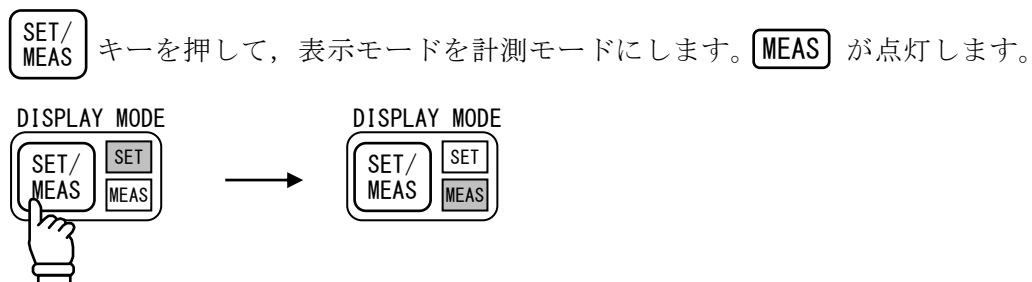 SET/
MEAS キーを押して，表示モードを計測モードにします。 MEAS が点灯します。
DISPLAY MODE DISPLAY MODE
SET/ SET SET/ SET
MEAS MEAS MEAS MEAS